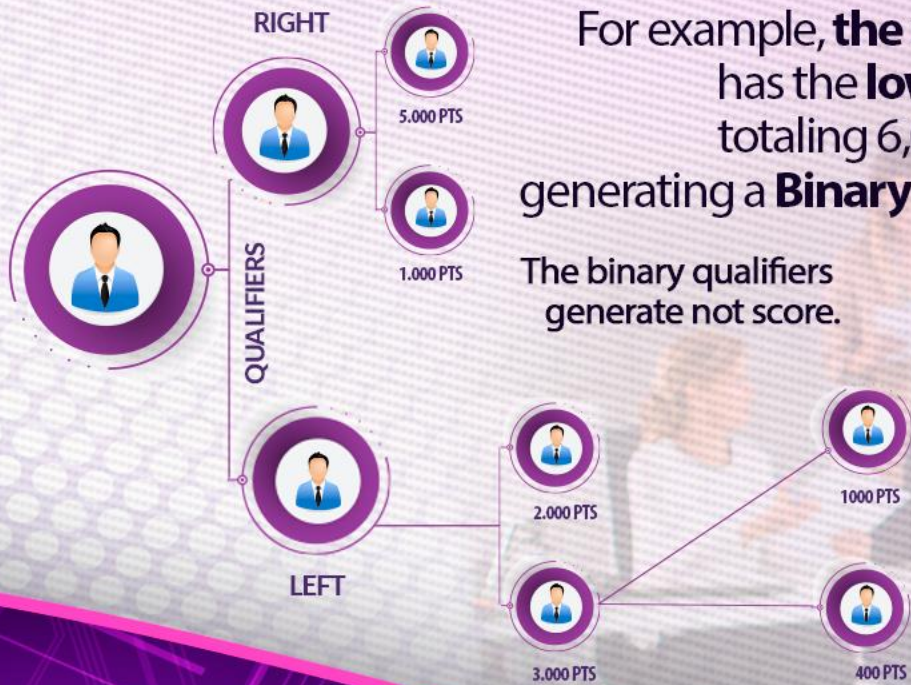 RIGHT
For example, the
has the
totaling 6,
generating a Binary
5.000 PTS
1.000 PTS
QUALIFIERS
The binary qualifiers
generate not score.
2.000 PTS
1000 PTS
LEFT
3.000 PTS
400 PTS